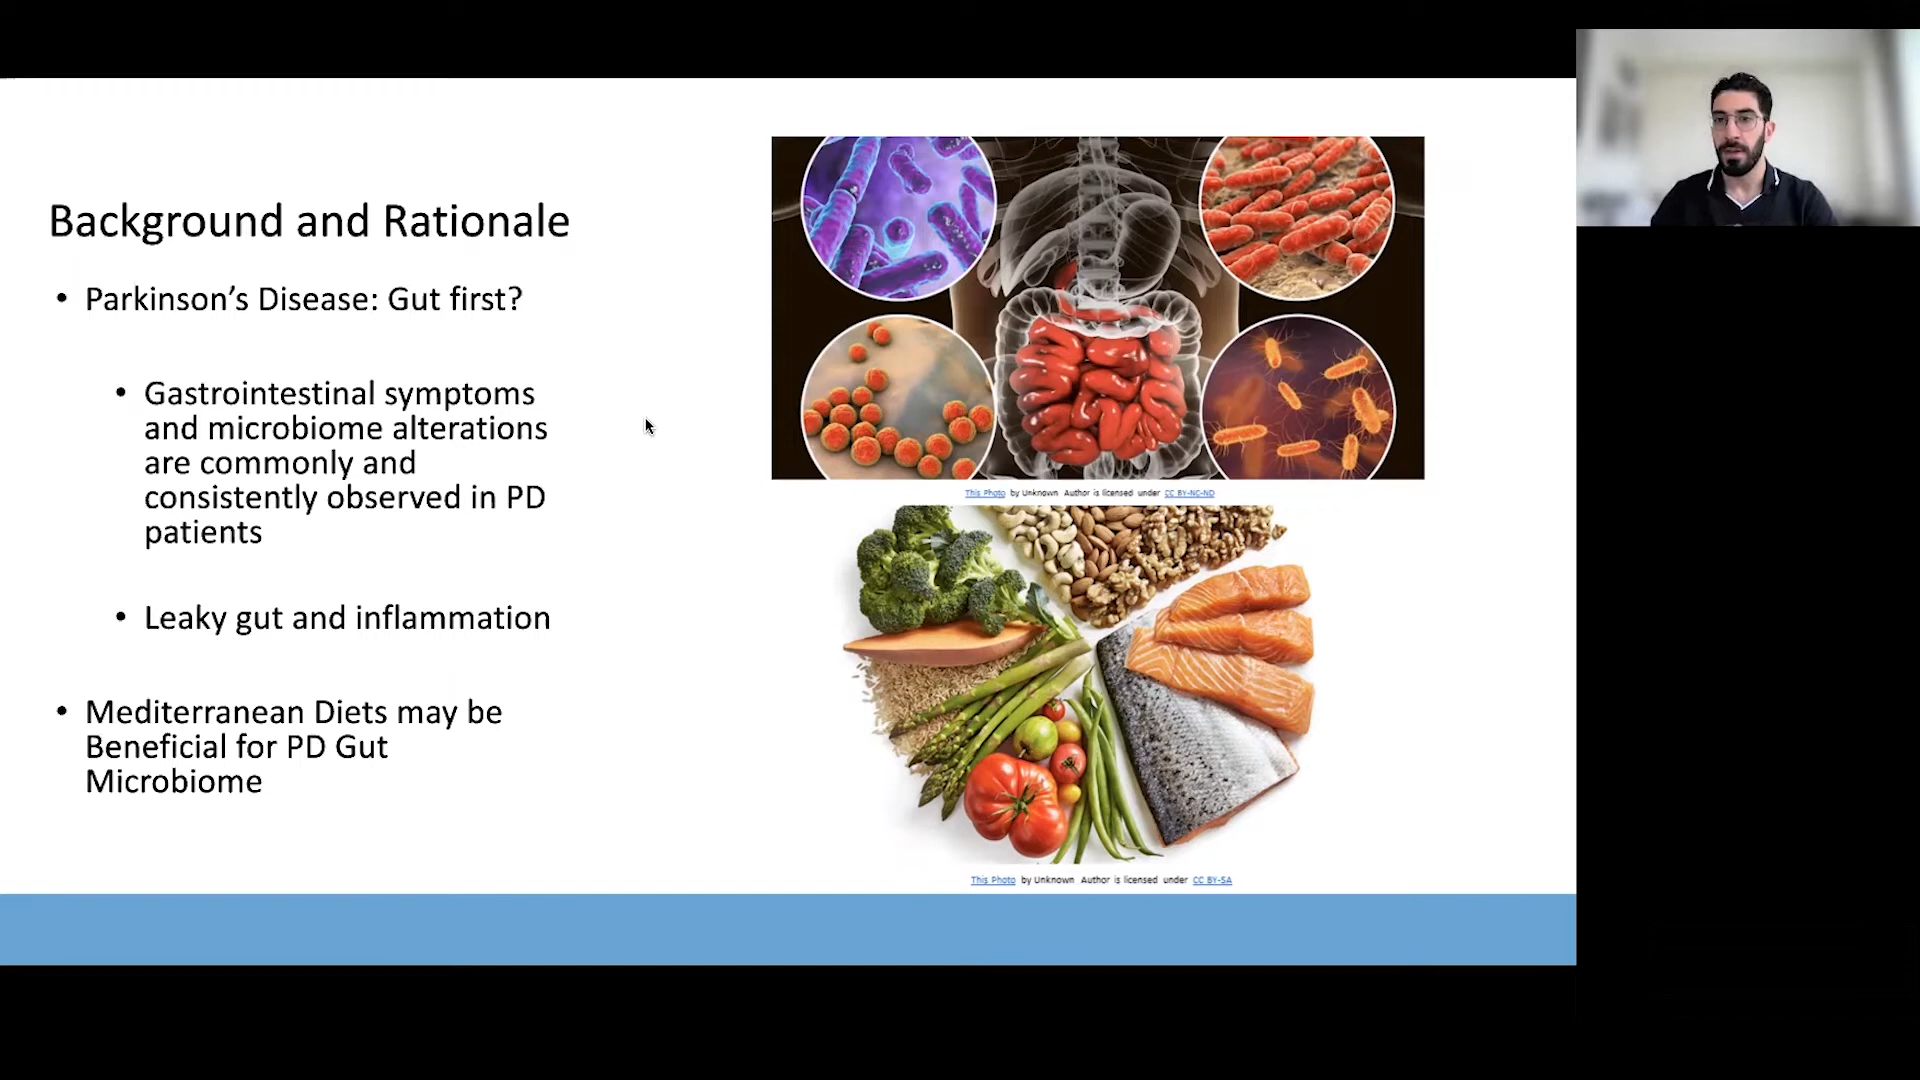 Background and Rationale
• Parkinson’s Disease: Gut first?
• Gastrointestinal symptoms
and microbiome alterations
are commonly and
consistently observed in PD
patients
• Leaky gut and inflammation
• Mediterranean Diets may be
Beneficial for PD Gut
Microbiome
This Photo by Unknown Author is licensed under CC BY-NC-ND
This Photo by Unknown Author is licensed under CC BY-SA